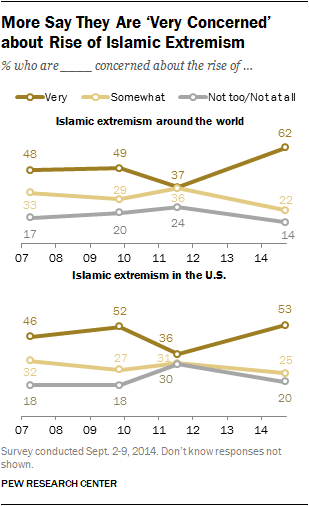 More Say They Are ‘Very Concerned’
about Rise of Islamic Extremism
% who are _____ concerned about the rise of ...
Very Somewhat Not too/Not at all
Islamic extremism around the world
48 49 37 62
33 29 36 22
17 20 24 14
07 08 09 10 11 12 13 14
Islamic extremism in the U.S.
46 52 36 53
32 27 31 25
18 18 30 20
07 08 09 10 11 12 13 14
Survey conducted Sept. 2-9, 2014. Don’t know responses not
shown.
PEW RESEARCH CENTER